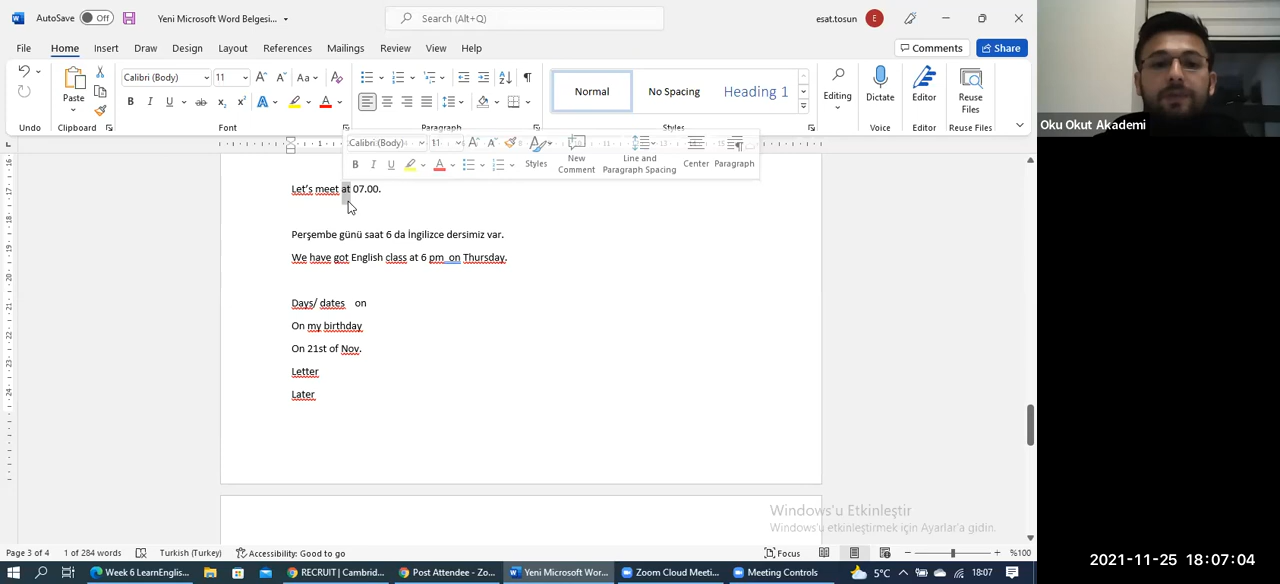 AutoSave Off Yeni Microsoft Word Belgesi... Search (Alt+Q) esat.tosun E
File Home Insert Draw Design Layout References Mailings Review View Help Comments Share
Paste Calibri (Body) 11 Normal No Spacing Heading 1 Editing Dictate Editor Reuse Files
Undo Clipboard Font Paragraph Styles Voice Editor Reuse Files
Calibri (Body) 11 Styles New Comment Line and Paragraph Spacing Center Paragraph
Let's meet at 07.00.
Perşembe günü saat 6 da İngilizce dersimiz var.
We have got English class at 6 pm on Thursday.
Days/ dates on
On my birthday
On 21st of Nov.
Letter
Later
Windows'u Etkinleştir
Windows'u etkinleştirmek için Ayarlar'a gidin.
Page 3 of 4 1 of 284 words Turkish (Turkey) Accessibility: Good to go Focus %100
Week 6 LearnEnglis... RECRUIT | Cambrid... Post Attendee - Zo... Yeni Microsoft Wor... Zoom Cloud Meeti... Meeting Controls 5°C 18:07
Oku Okut Akademi
2021-11-25 18:07:04